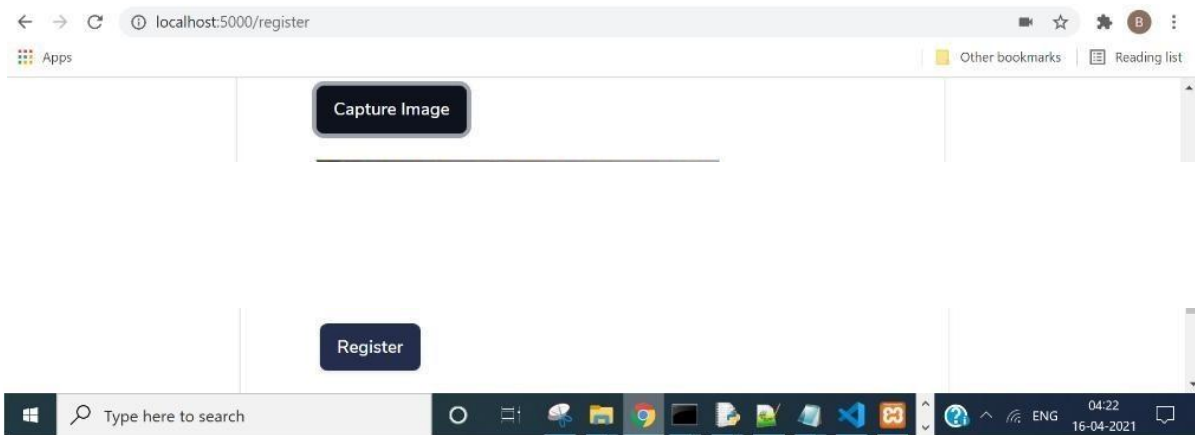 localhost:5000/register
B
Apps
Other bookmarks
Reading list
Capture Image
Register
Type here to search
ENG
04:22
16-04-2021